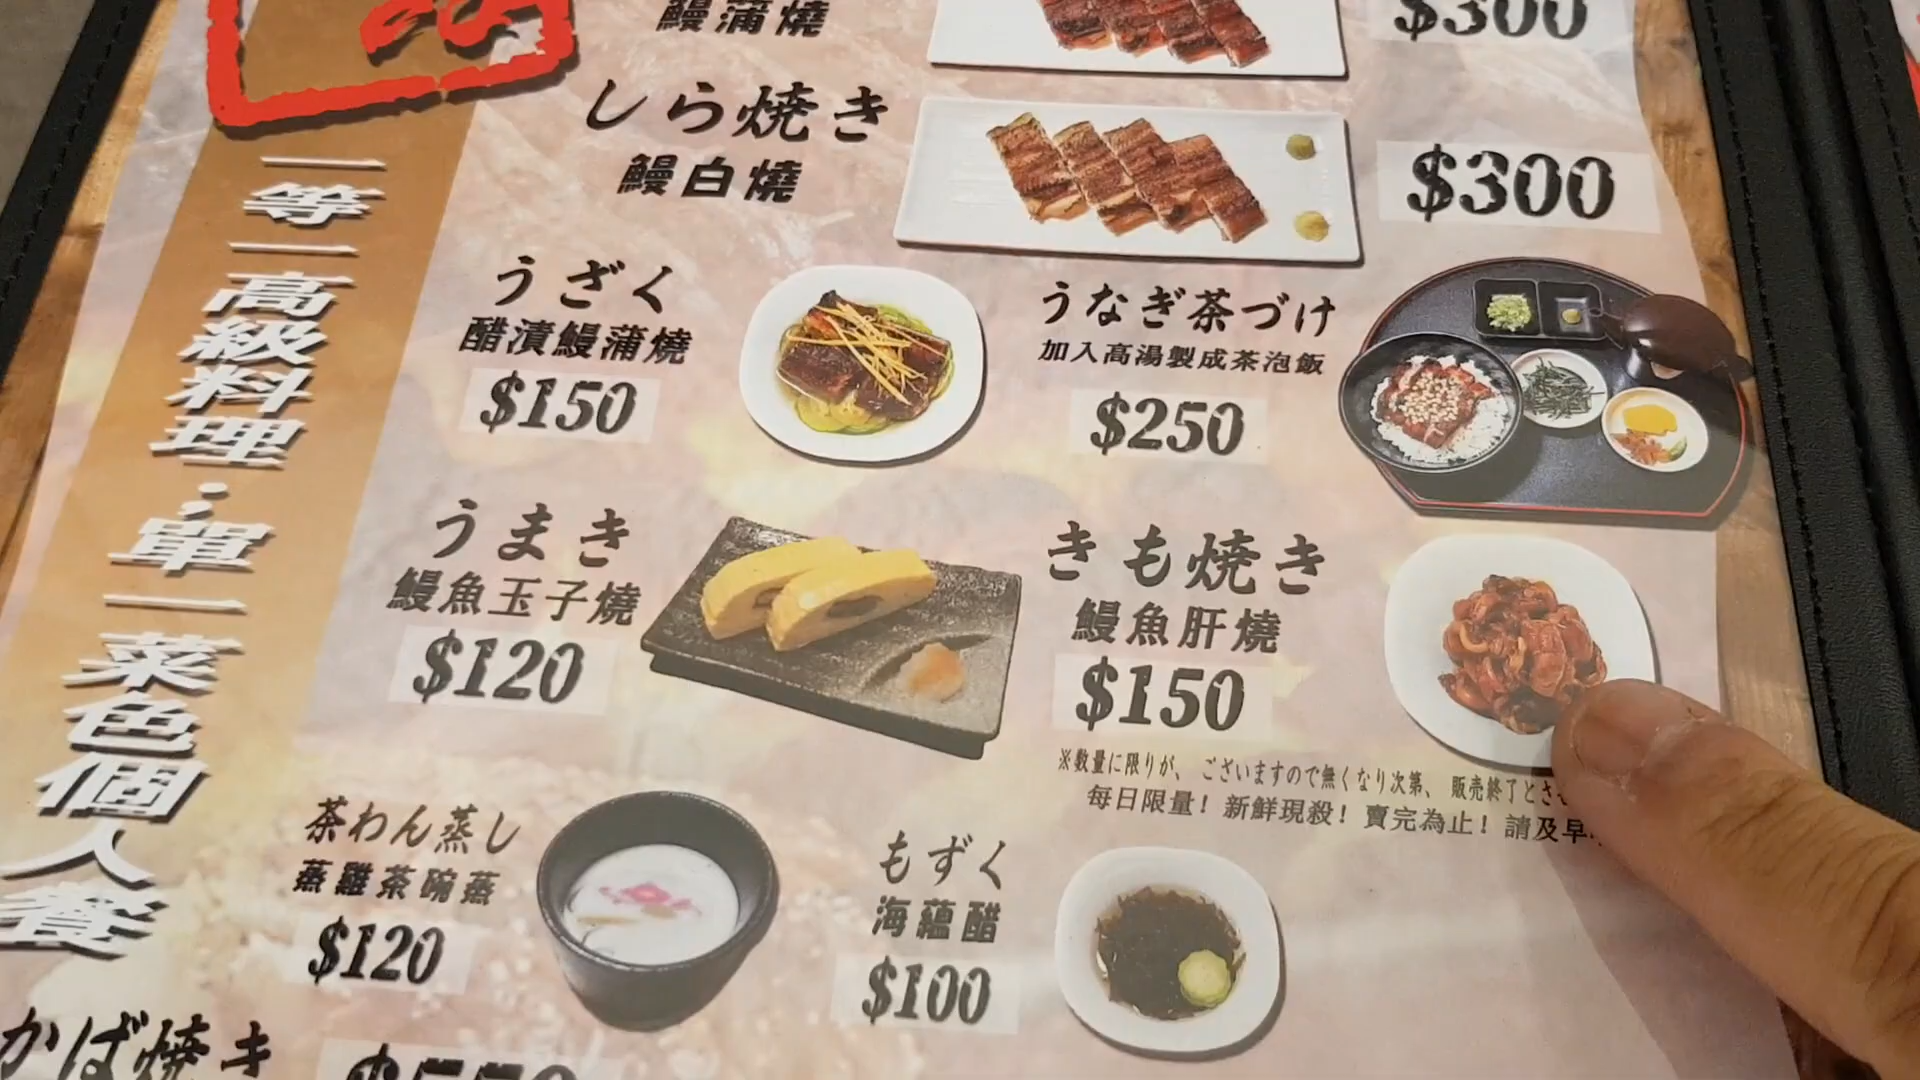 鰻蒲燒
$300
しら焼き
鰻白燒
$300
一等一高級料理；單一菜色個人餐
うざく
醋漬鰻蒲燒
$150
うなぎ茶づけ
加入高湯製成茶泡飯
$250
うまき
鰻魚玉子燒
$120
きも焼き
鰻魚肝燒
$150
※数量に限りが、ございますので無くなり次第、販売終了とさせ
每日限量！新鮮現殺！賣完為止！請及早
茶わん蒸し
蒸雞茶碗蒸
$120
もずく
海蘊醋
$100
かば焼き
$550